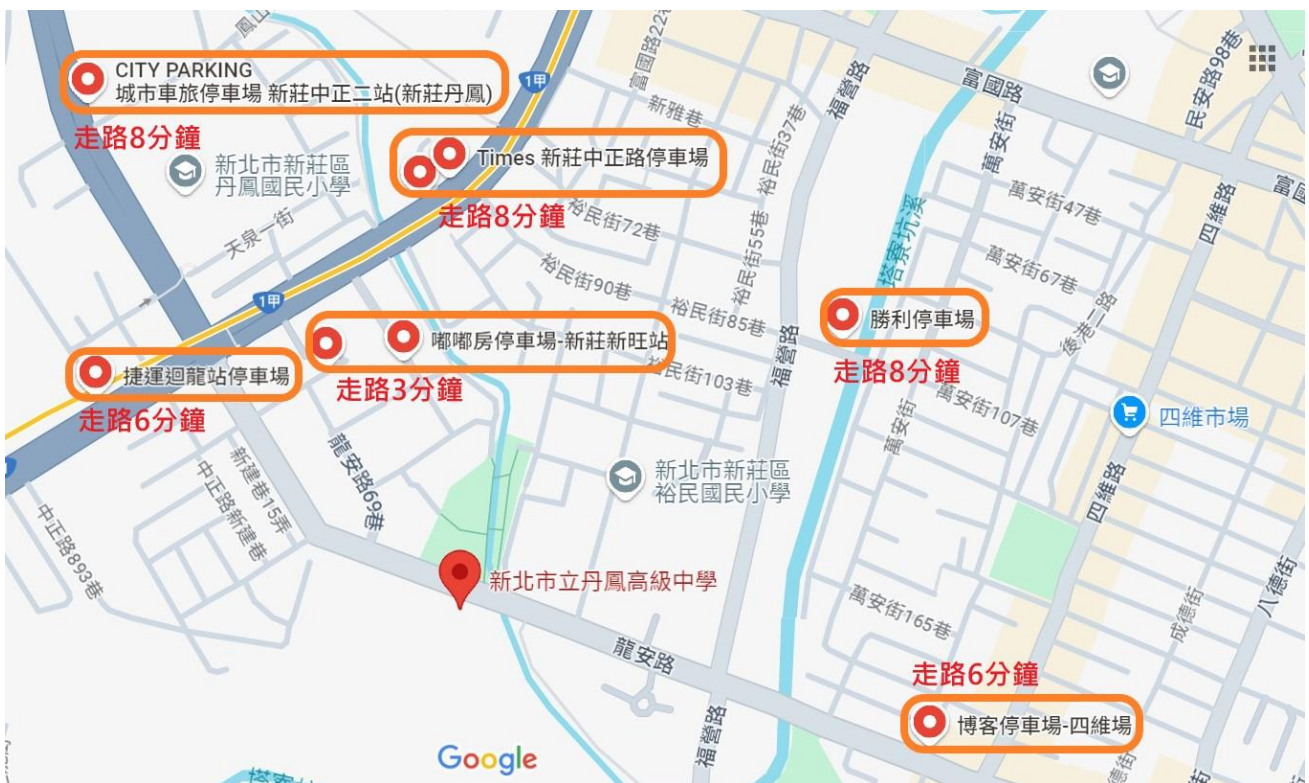 鳳山
CITY PARKING
城市車旅停車場 新莊中正二站(新莊丹鳳)
走路8分鐘
1甲
富國路22巷
福營路
富國路
民安路98巷
新雅巷
裕民街37巷
萬安街
Times 新莊中正路停車場
走路8分鐘
新北市新莊區
丹鳳國民小學
天泉一街
裕民街72巷
裕民街55巷
塔寮坑溪
萬安街47巷
四維路
富國
裕民街90巷
萬安街67巷
1甲
裕民街85巷
後港一路
勝利停車場
走路8分鐘
嘟嘟房停車場-新莊新旺站
走路3分鐘
捷運迴龍站停車場
走路6分鐘
裕民街103巷
福營路
萬安街107巷
萬安街
四維市場
龍安路69巷
新北市新莊區
裕民國民小學
新建巷15弄
中正路新建巷
中正路893巷
四維路
新北市立丹鳳高級中學
萬安街165巷
成德街
八德街
龍安路
走路6分鐘
博客停車場-四維場
福營路
Google
德街